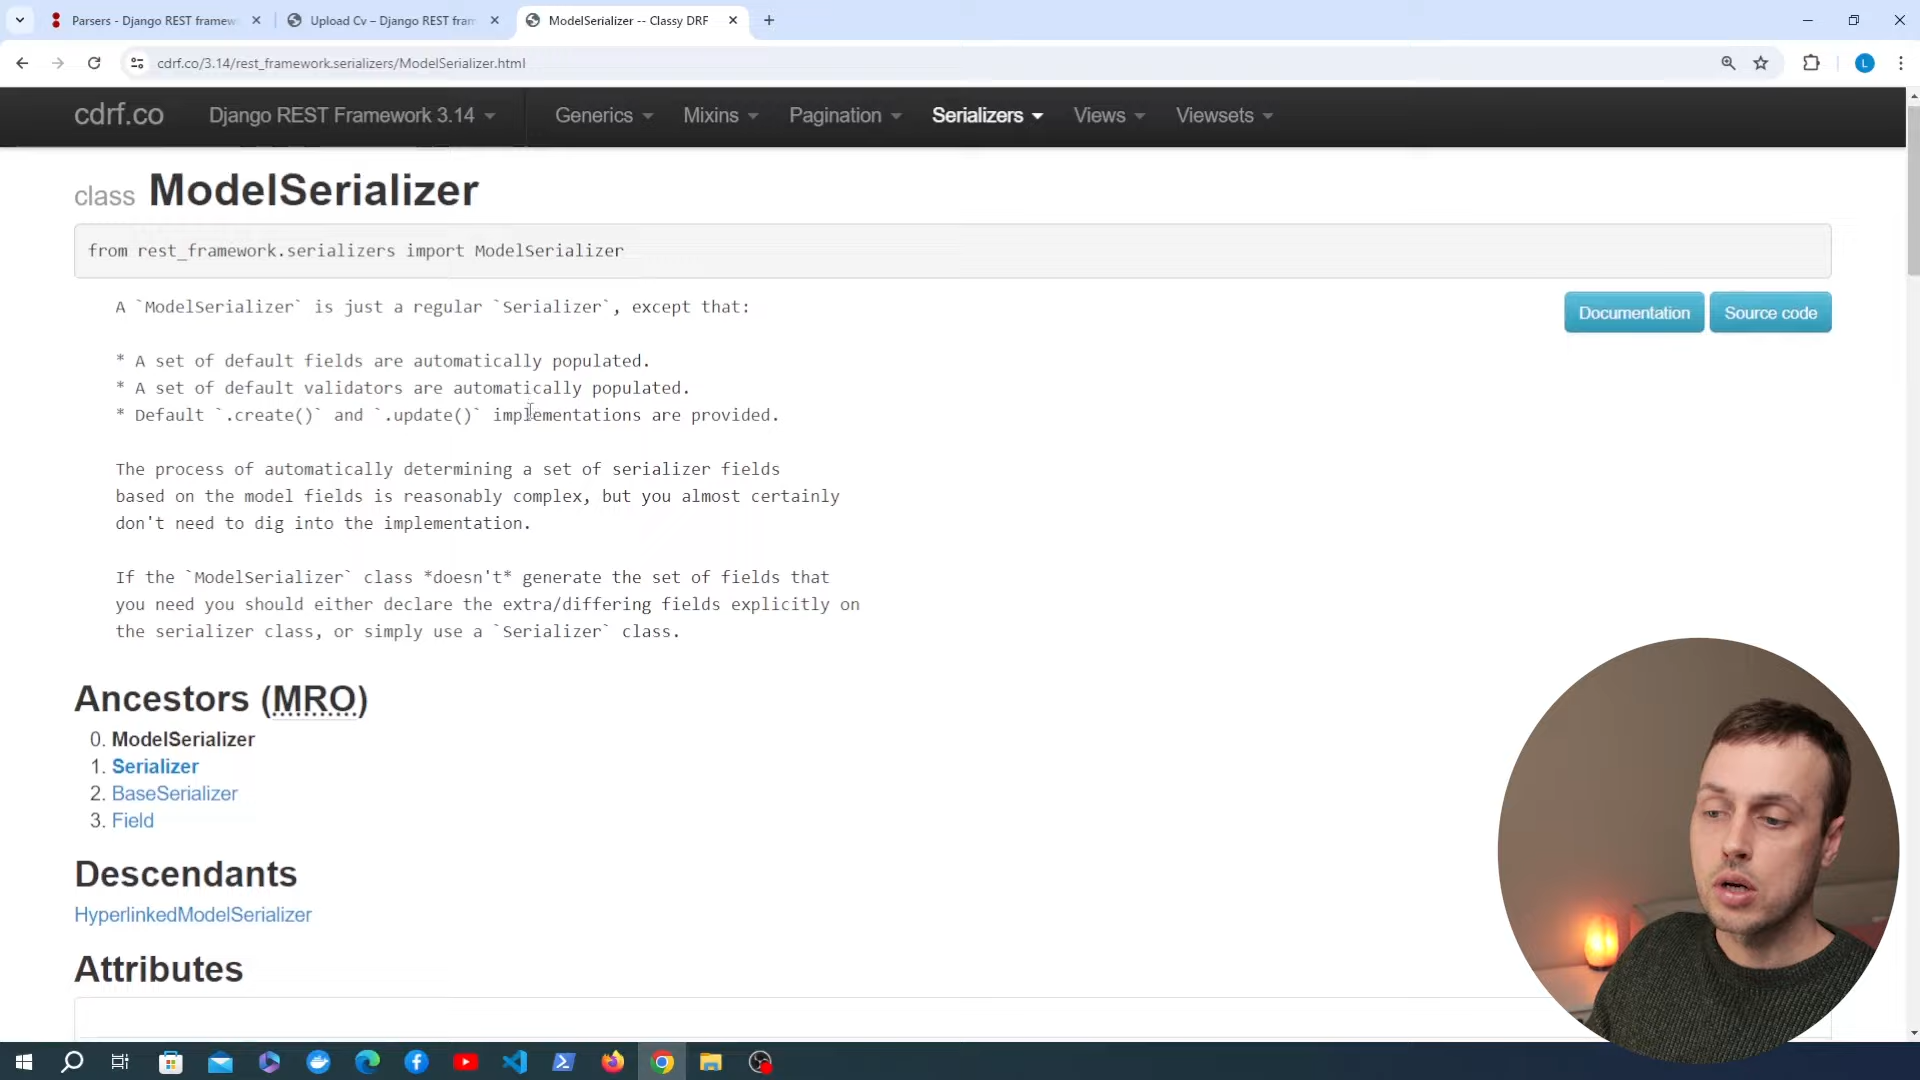 Parsers - Django REST framew
Upload Cv – Django REST fram
ModelSerializer -- Classy DRF
cdrf.co/3.14/rest_framework.serializers/ModelSerializer.html
L
cdrf.co
Django REST Framework 3.14
Generics
Mixins
Pagination
Serializers
Views
Viewsets
class ModelSerializer
from rest_framework.serializers import ModelSerializer
Documentation
Source code
A `ModelSerializer` is just a regular `Serializer`, except that:
* A set of default fields are automatically populated.
* A set of default validators are automatically populated.
* Default `.create()` and `.update()` implementations are provided.
The process of automatically determining a set of serializer fields
based on the model fields is reasonably complex, but you almost certainly
don't need to dig into the implementation.
If the `ModelSerializer` class *doesn't* generate the set of fields that
you need you should either declare the extra/differing fields explicitly on
the serializer class, or simply use a `Serializer` class.
Ancestors (MRO)
0. ModelSerializer
1. Serializer
2. BaseSerializer
3. Field
Descendants
HyperlinkedModelSerializer
Attributes